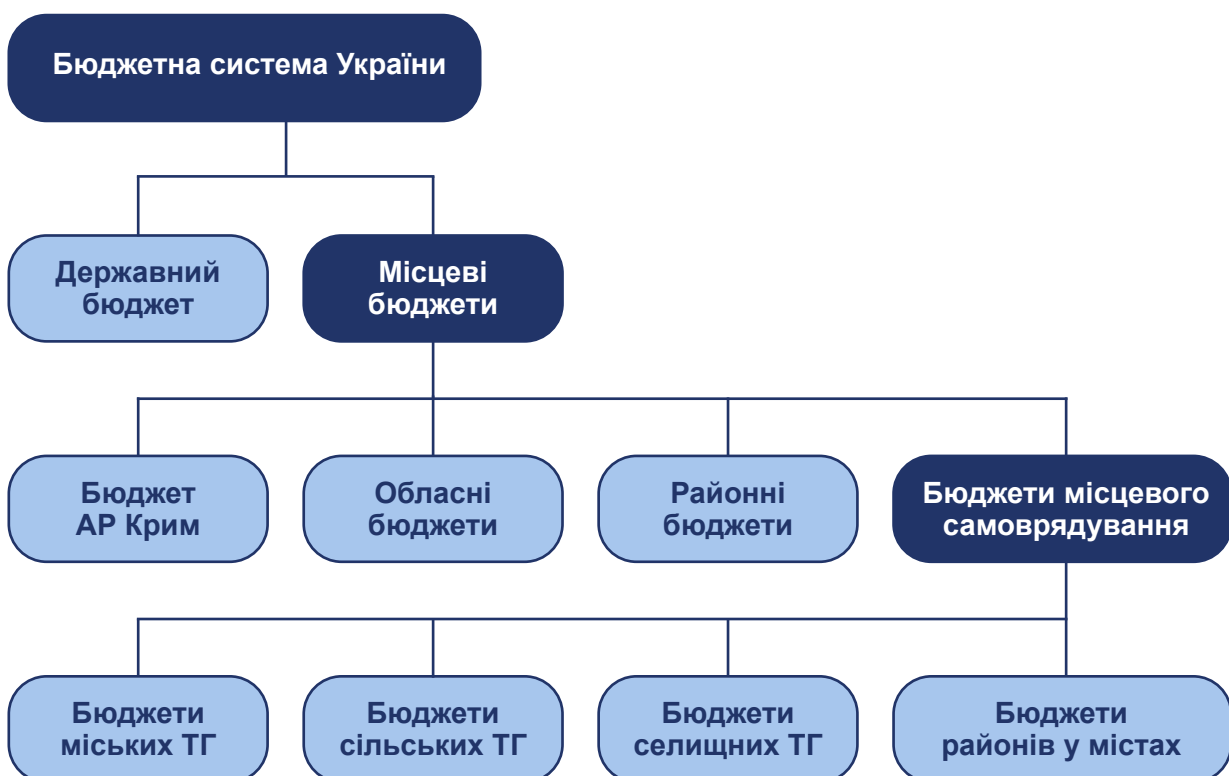 Бюджетна система України
Державний
бюджет
Місцеві
бюджети
Бюджет
АР Крим
Обласні
бюджети
Районні
бюджети
Бюджети місцевого
самоврядування
Бюджети
міських ТГ
Бюджети
сільських ТГ
Бюджети
селищних ТГ
Бюджети
районів у містах